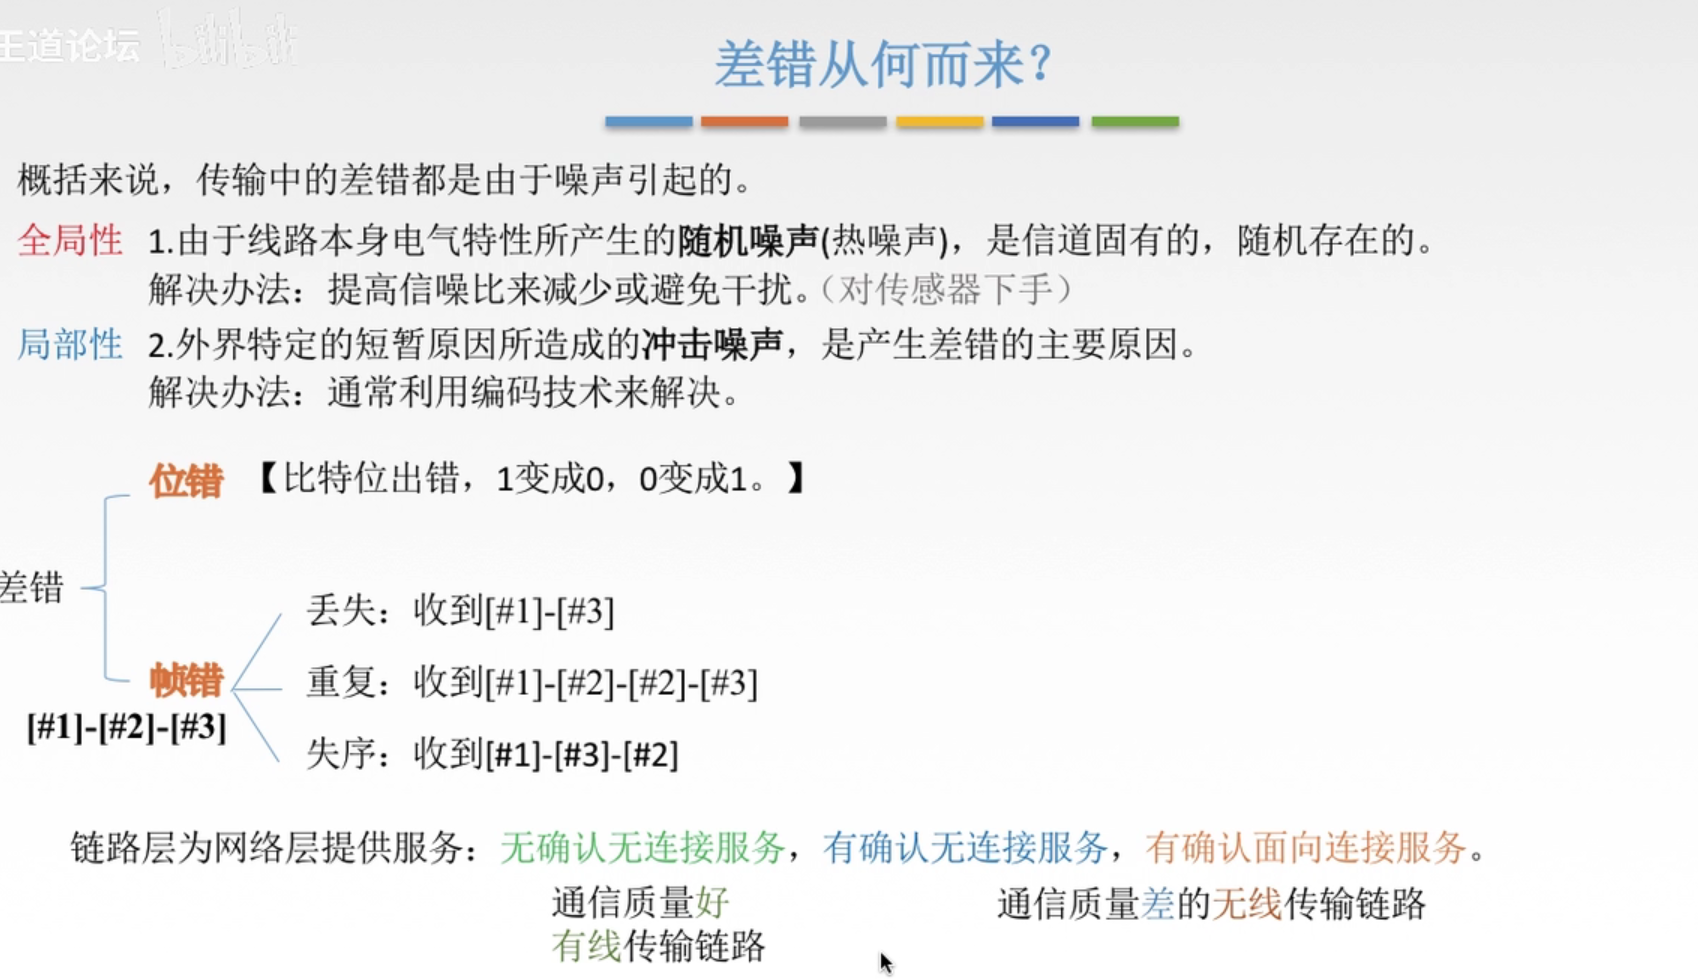 王道论坛 bilibili
差错从何而来？
概括来说，传输中的差错都是由于噪声引起的。
全局性 1.由于线路本身电气特性所产生的随机噪声(热噪声)，是信道固有的，随机存在的。
解决办法：提高信噪比来减少或避免干扰。（对传感器下手）
局部性 2.外界特定的短暂原因所造成的冲击噪声，是产生差错的主要原因。
解决办法：通常利用编码技术来解决。
位错 【比特位出错，1变成0，0变成1。】
差错
丢失：收到[#1]-[#3]
帧错
重复：收到[#1]-[#2]-[#2]-[#3]
[#1]-[#2]-[#3]
失序：收到[#1]-[#3]-[#2]
链路层为网络层提供服务：无确认无连接服务，有确认无连接服务，有确认面向连接服务。
通信质量好 通信质量差的无线传输链路
有线传输链路